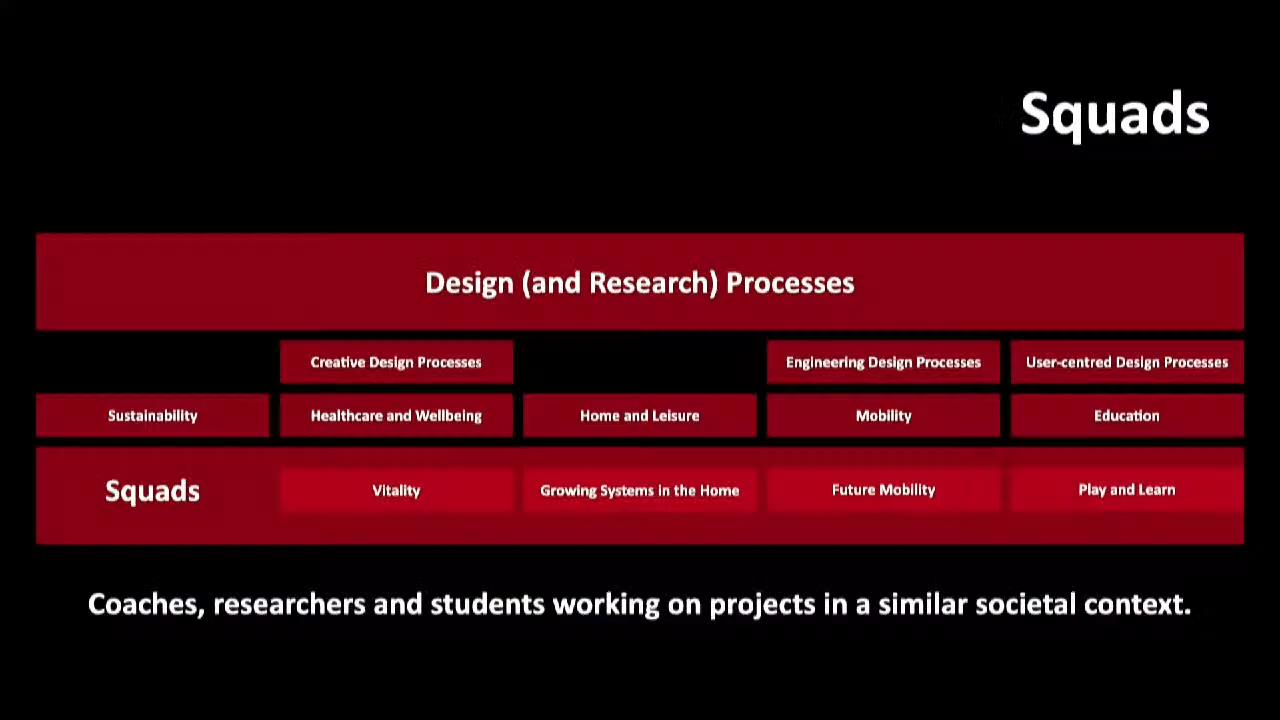 Squads
Design (and Research) Processes
Creative Design Processes
Engineering Design Processes
User-centred Design Processes
Sustainability
Healthcare and Wellbeing
Home and Leisure
Mobility
Education
Squads
Vitality
Growing Systems in the Home
Future Mobility
Play and Learn
Coaches, researchers and students working on projects in a similar societal context.